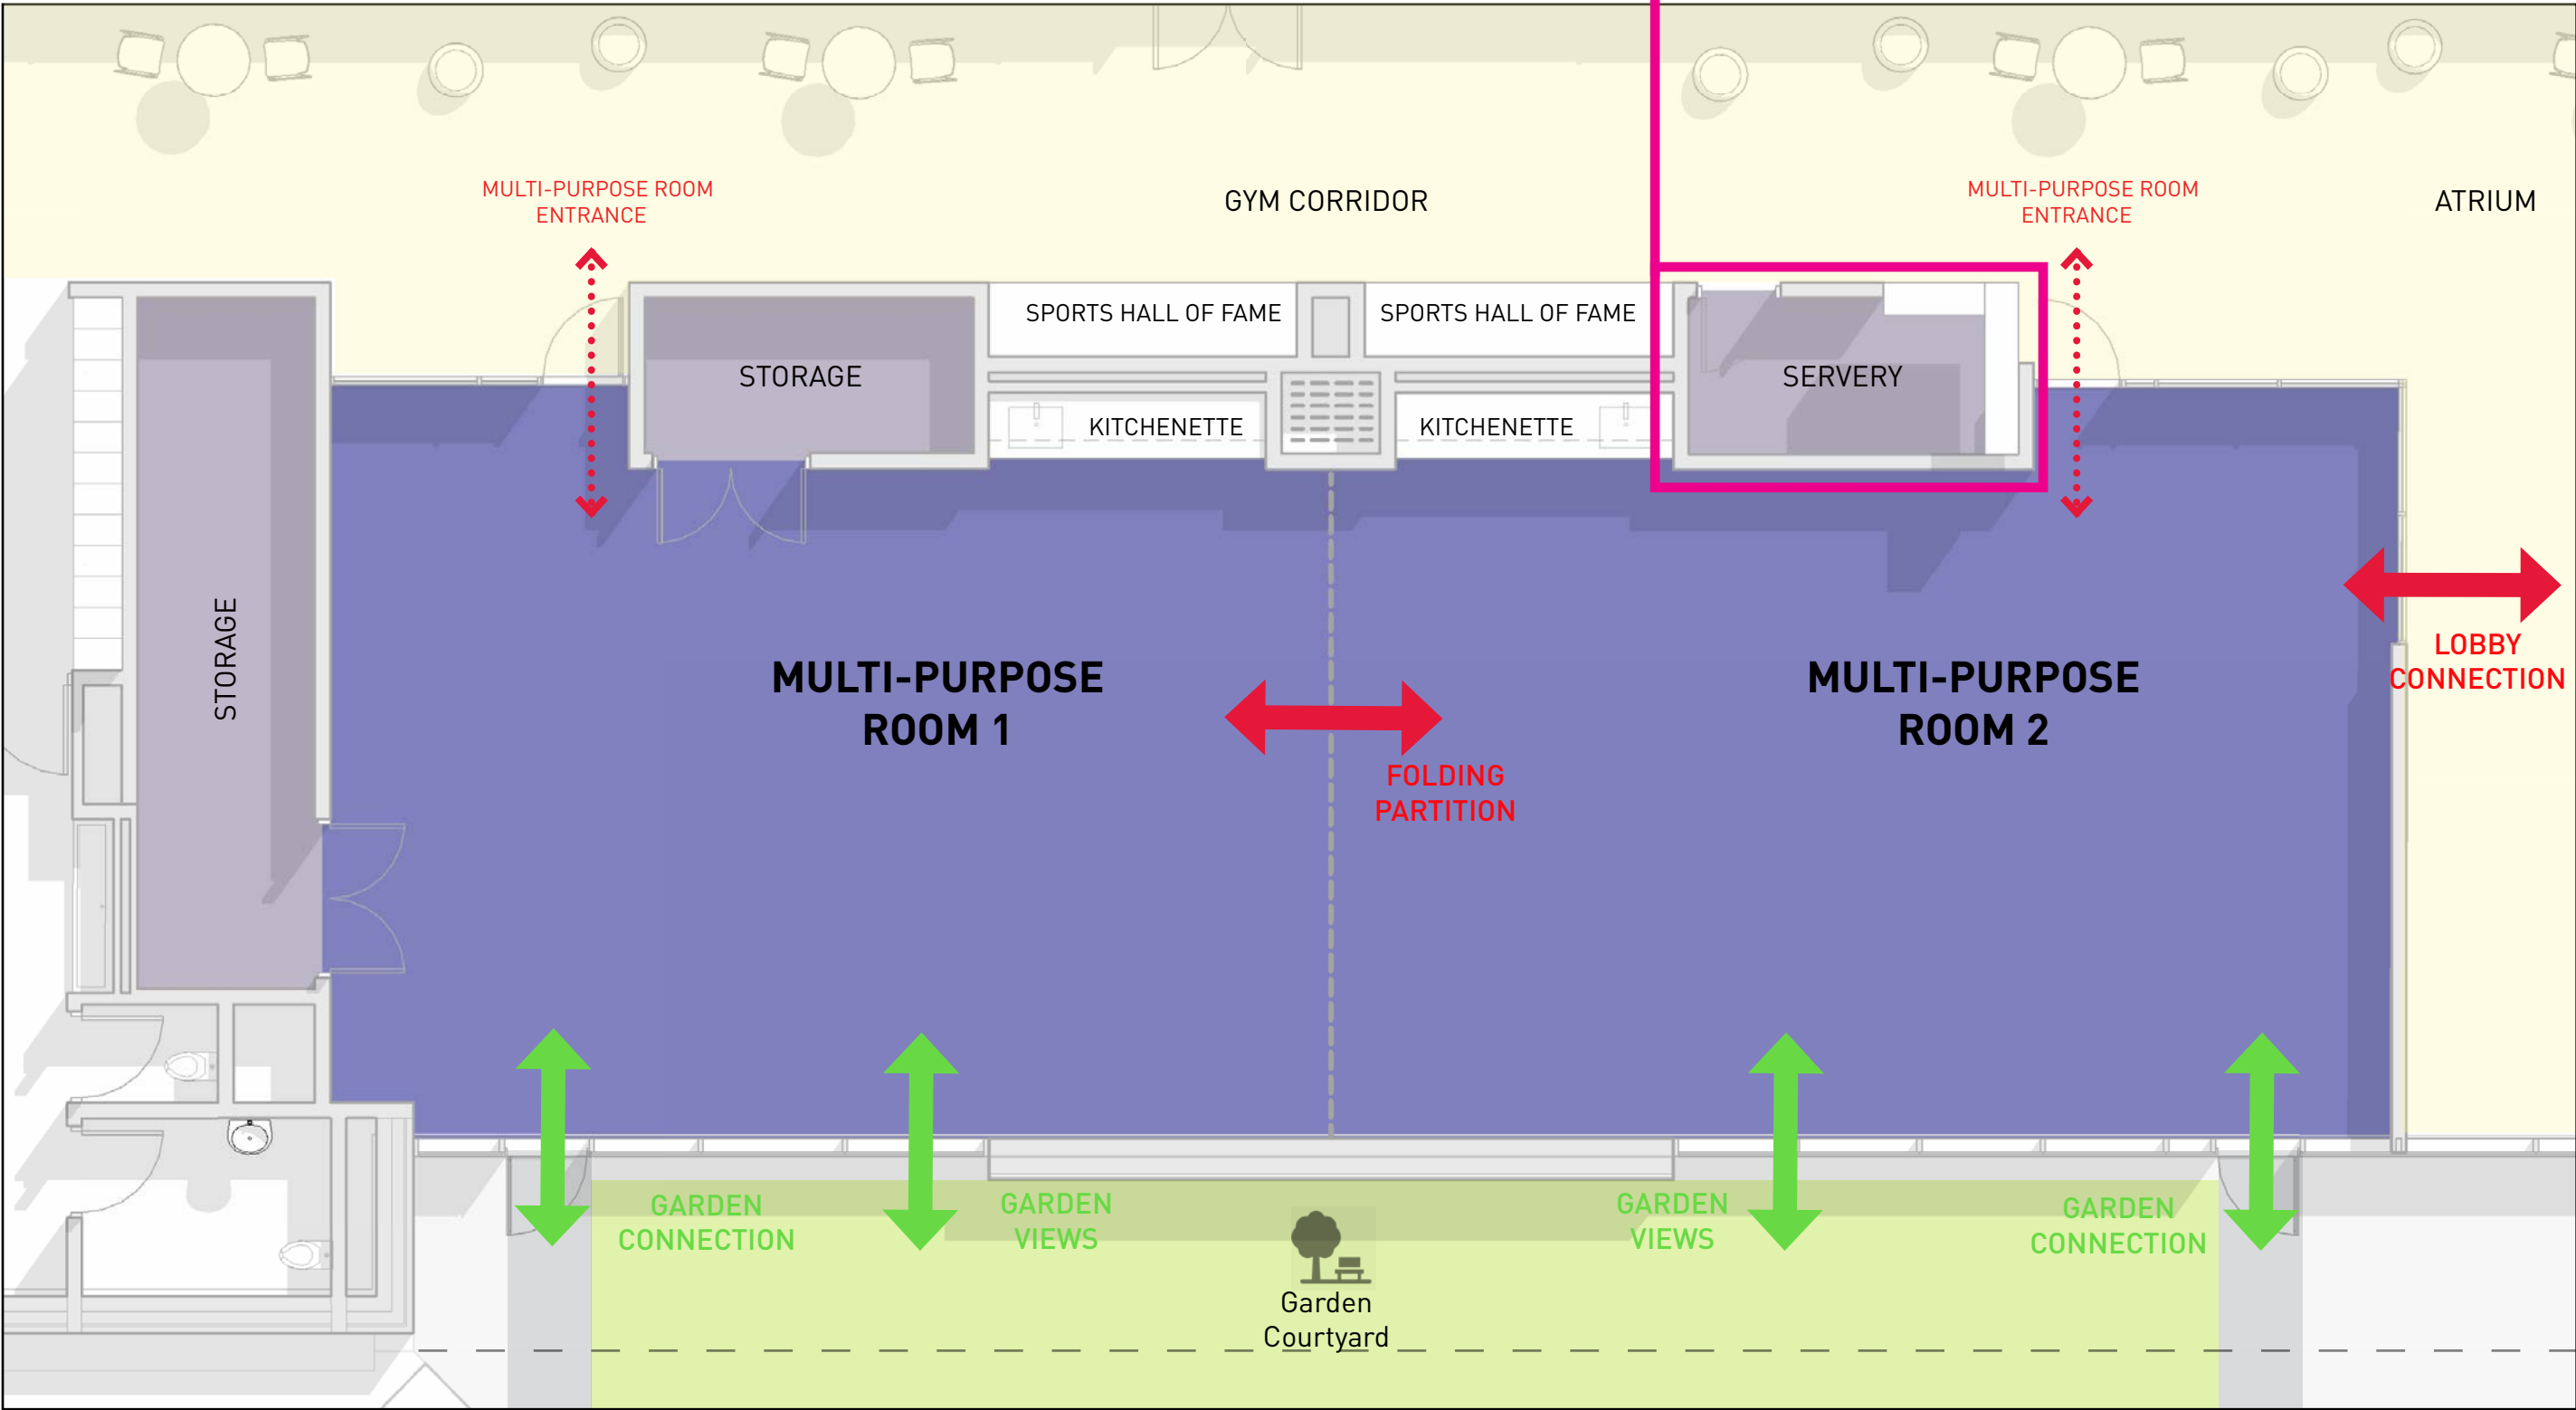 MULTI-PURPOSE ROOM
ENTRANCE
GYM CORRIDOR
MULTI-PURPOSE ROOM
ENTRANCE
ATRIUM
SPORTS HALL OF FAME
SPORTS HALL OF FAME
STORAGE
SERVERY
KITCHENETTE
KITCHENETTE
STORAGE
MULTI-PURPOSE
ROOM 1
MULTI-PURPOSE
ROOM 2
LOBBY
CONNECTION
FOLDING
PARTITION
GARDEN
CONNECTION
GARDEN
VIEWS
GARDEN
VIEWS
GARDEN
CONNECTION
Garden
Courtyard